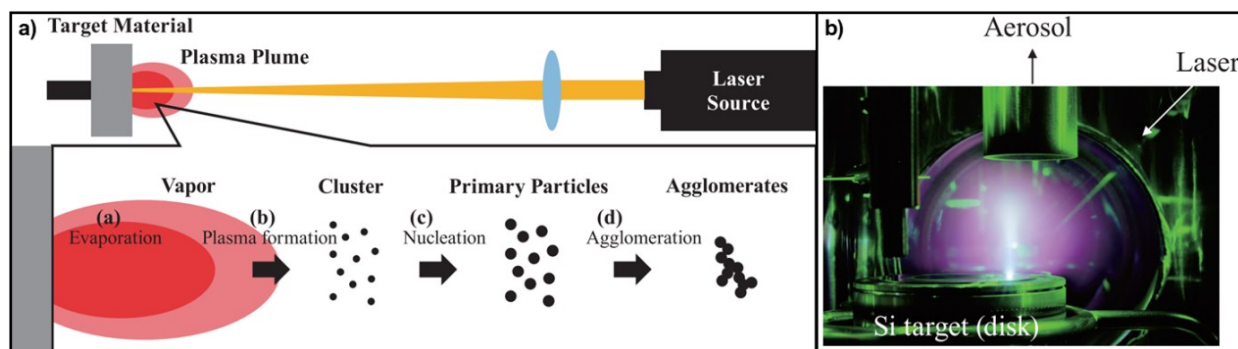 a)
Target Material
Plasma Plume
Laser
Source
Vapor
Cluster
Primary Particles
Agglomerates
(a)
Evaporation
(b)
Plasma formation
(c)
Nucleation
(d)
Agglomeration
b)
Aerosol
Laser
Si target (disk)